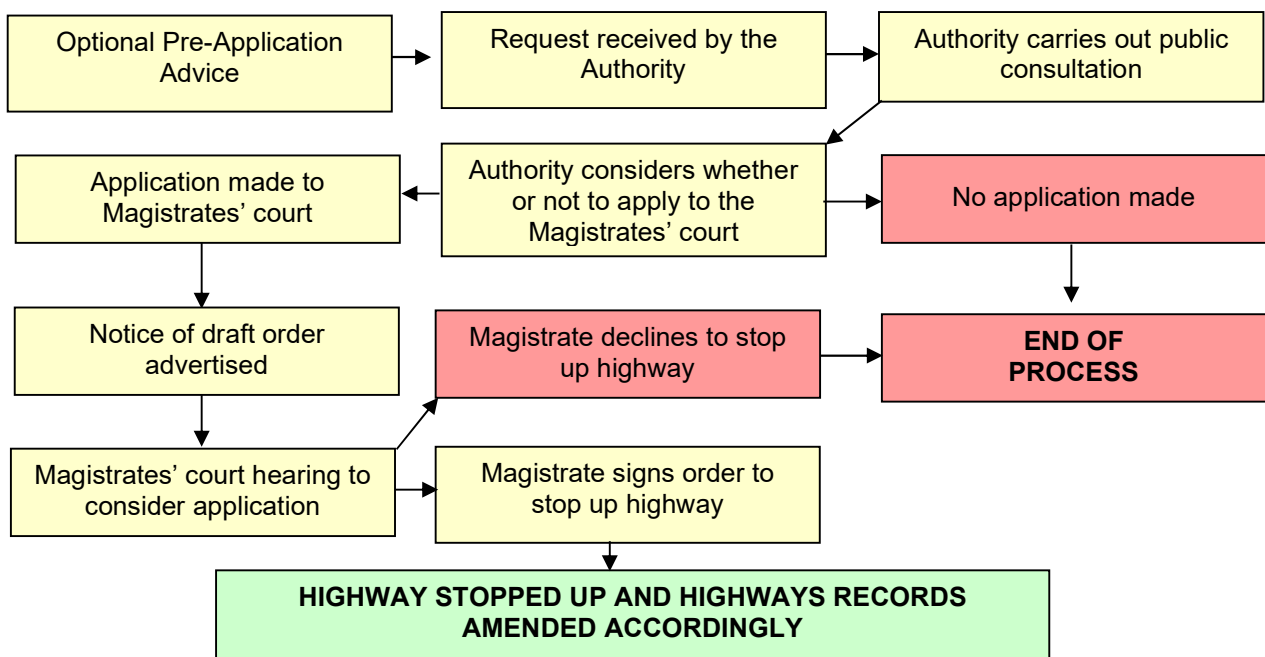 Optional Pre-Application
Advice
Request received by the
Authority
Authority carries out public
consultation
Application made to
Magistrates’ court
Authority considers whether
or not to apply to the
Magistrates’ court
No application made
Notice of draft order
advertised
Magistrate declines to stop
up highway
END OF
PROCESS
Magistrates’ court hearing to
consider application
Magistrate signs order to
stop up highway
HIGHWAY STOPPED UP AND HIGHWAYS RECORDS
AMENDED ACCORDINGLY